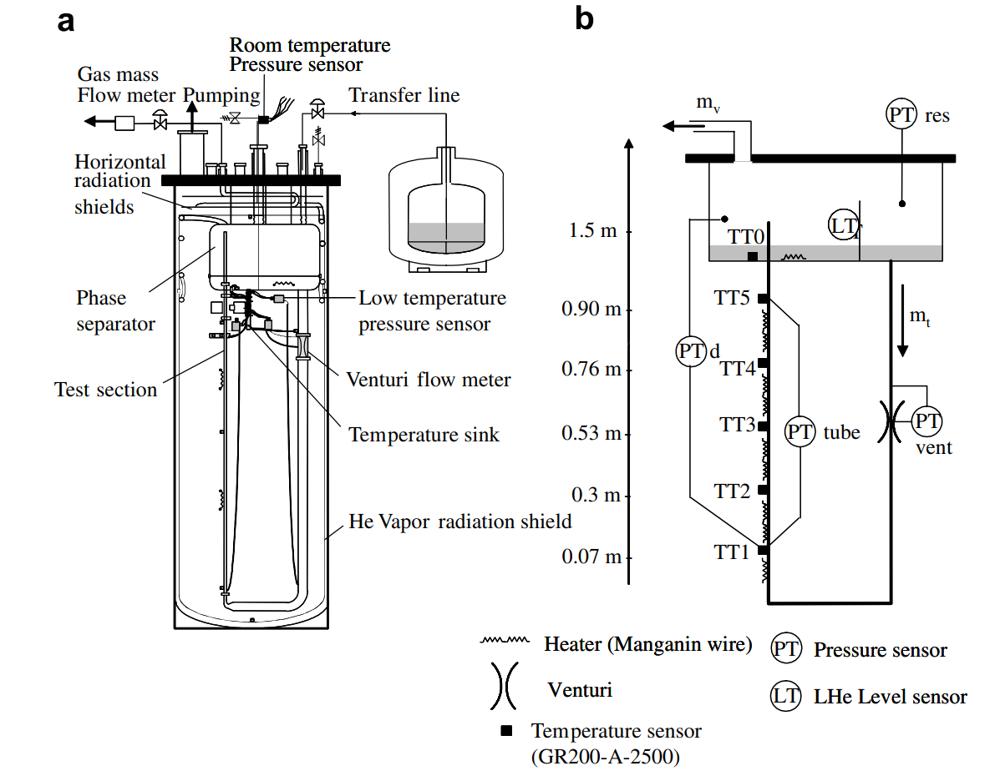 a
Room temperature
Pressure sensor
Gas mass
Flow meter Pumping
Transfer line
Horizontal
radiation
shields
Phase
separator
Low temperature
pressure sensor
Venturi flow meter
Test section
Temperature sink
He Vapor radiation shield
b
mv
PT res
LT
1.5 m
TT0
TT5
0.90 m
mt
PT d
TT4
0.76 m
TT3
PT tube
PT
vent
0.53 m
TT2
0.3 m
TT1
0.07 m
Heater (Manganin wire)
PT Pressure sensor
Venturi
LT LHe Level sensor
Temperature sensor
(GR200-A-2500)